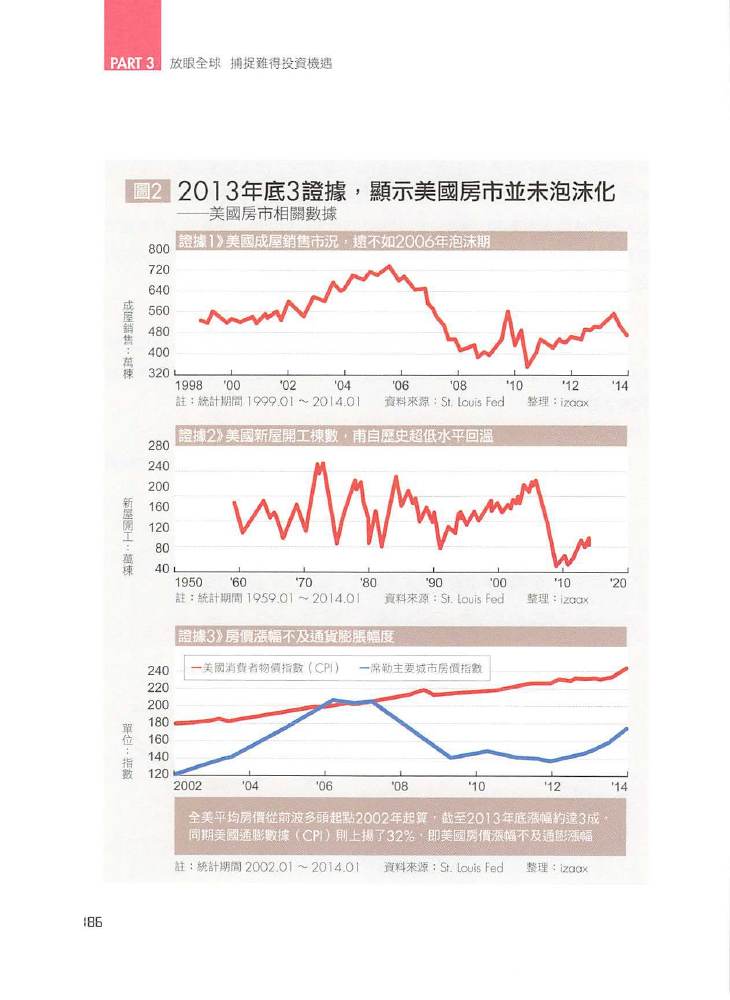 PART 3 放眼全球 捕捉難得投資機遇
圖2 2013年底3證據，顯示美國房市並未泡沫化
——美國房市相關數據
證據1》美國成屋銷售市況，遠不如2006年泡沫期
成屋銷售：萬棟
800
720
640
560
480
400
320
1998 '00 '02 '04 '06 '08 '10 '12 '14
註：統計期間 1999.01～2014.01 資料來源：St. Louis Fed 整理：izaax
證據2》美國新屋開工棟數，甫自歷史超低水平回溫
新屋開工：萬棟
280
240
200
160
120
80
40
1950 '60 '70 '80 '90 '00 '10 '20
註：統計期間 1959.01～2014.01 資料來源：St. Louis Fed 整理：izaax
證據3》房價漲幅不及通貨膨脹幅度
一美國消費者物價指數（CPI） 一席勒主要城市房價指數
單位：指數
240
220
200
180
160
140
120
2002 '04 '06 '08 '10 '12 '14
全美平均房價從前波多頭起點2002年起算，截至2013年底漲幅約達3成，
同期美國通膨數據（CPI）則上揚了32%，即美國房價漲幅不及通膨漲幅
註：統計期間 2002.01～2014.01 資料來源：St. Louis Fed 整理：izaax
186